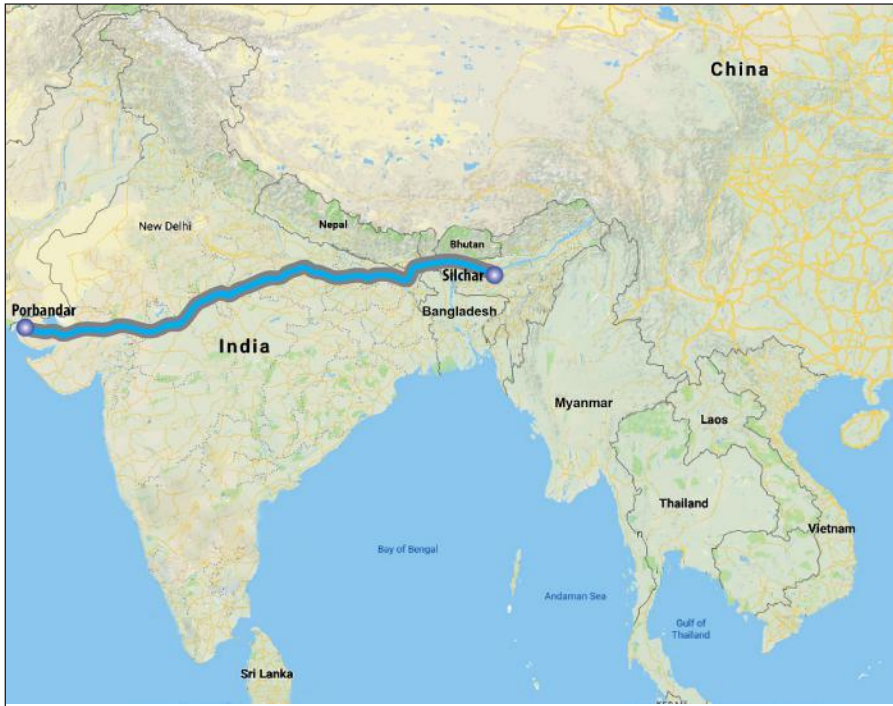 China
New Delhi
Nepal
Bhutan
Silchar
Porbandar
Bangladesh
India
Myanmar
Laos
Thailand
Vietnam
Bay of Bengal
Andaman Sea
Gulf of
Thailand
Sri Lanka